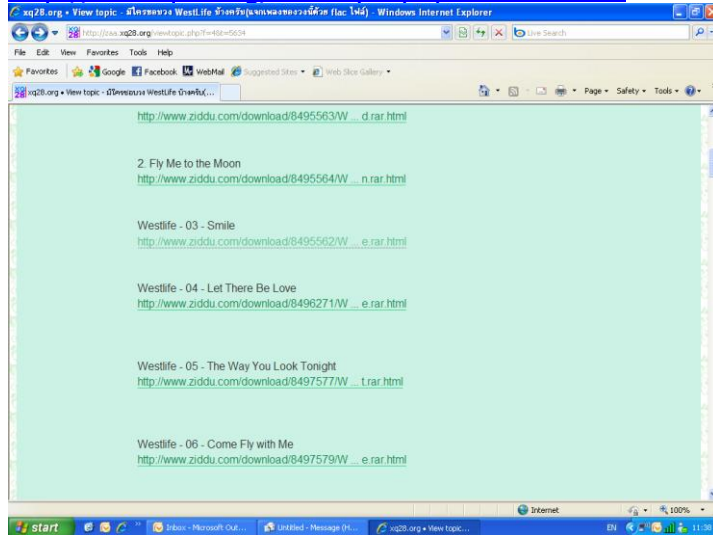 xq28.org • View topic - มีใครชอบวง WestLife บ้างครับ(แจกเพลงของวงนี้ด้วย flac ไฟล์) - Windows Internet Explorer
xq28.org/viewtopic.php?f=4&t=5634
Live Search
File Edit View Favorites Tools Help
Favorites Google Facebook WebMail Suggested Sites Web Slice Gallery
xq28.org • View topic - มีใครชอบวง WestLife บ้างครับ(...
Page Safety Tools
http://www.ziddu.com/download/8495563/W ... d.rar.html
2. Fly Me to the Moon
http://www.ziddu.com/download/8495564/W ... n.rar.html
Westlife - 03 - Smile
http://www.ziddu.com/download/8495562/W ... e.rar.html
Westlife - 04 - Let There Be Love
http://www.ziddu.com/download/8496271/W ... e.rar.html
Westlife - 05 - The Way You Look Tonight
http://www.ziddu.com/download/8497577/W ... t.rar.html
Westlife - 06 - Come Fly with Me
http://www.ziddu.com/download/8497579/W ... e.rar.html
Internet 100%
start Inbox - Microsoft Out... Untitled - Message (H... xq28.org • View topic... EN 11:38